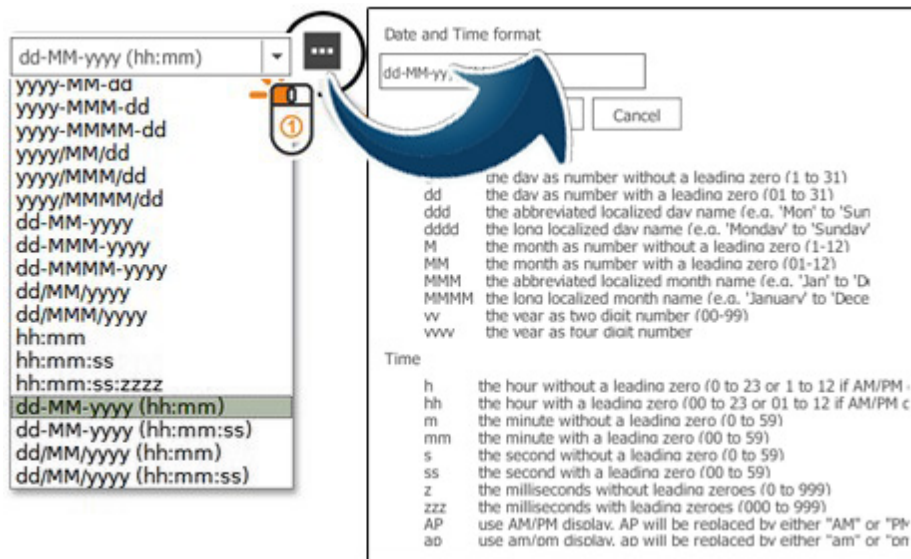 dd-MM-yyyy (hh:mm)
yyyy-MM-dd
yyyy-MMM-dd
yyyy-MMMM-dd
yyyy/MM/dd
yyyy/MMM/dd
yyyy/MMMM/dd
dd-MM-yyyy
dd-MMM-yyyy
dd-MMMM-yyyy
dd/MM/yyyy
dd/MMM/yyyy
hh:mm
hh:mm:ss
hh:mm:ss:zzzz
dd-MM-yyyy (hh:mm)
dd-MM-yyyy (hh:mm:ss)
dd/MM/yyyy (hh:mm)
dd/MM/yyyy (hh:mm:ss)
1
Date and Time format
dd-MM-yy
Cancel
the day as number without a leading zero (1 to 31)
dd the day as number with a leading zero (01 to 31)
ddd the abbreviated localized day name (e.g. 'Mon' to 'Sun
dddd the long localized day name (e.g. 'Monday' to 'Sunday'
M the month as number without a leading zero (1-12)
MM the month as number with a leading zero (01-12)
MMM the abbreviated localized month name (e.g. 'Jan' to 'De
MMMM the long localized month name (e.g. 'January' to 'Dece
yy the year as two digit number (00-99)
yyyy the year as four digit number
Time
h the hour without a leading zero (0 to 23 or 1 to 12 if AM/PM
hh the hour with a leading zero (00 to 23 or 01 to 12 if AM/PM c
m the minute without a leading zero (0 to 59)
mm the minute with a leading zero (00 to 59)
s the second without a leading zero (0 to 59)
ss the second with a leading zero (00 to 59)
z the milliseconds without leading zeroes (0 to 999)
zzz the milliseconds with leading zeroes (000 to 999)
AP use AM/PM display. AP will be replaced by either "AM" or "PM
ap use am/pm display. ap will be replaced by either "am" or "pm